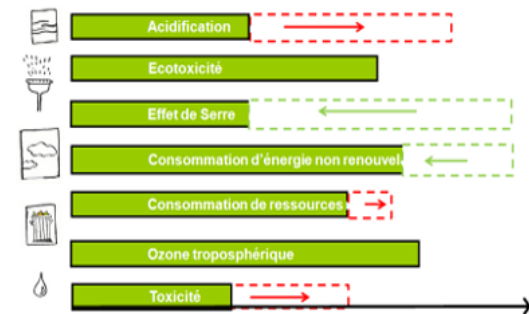 Acidification
Ecotoxicité
Effet de Serre
Consommation d'énergie non renouvel.
Consommation de ressources
Ozone troposphérique
Toxicité